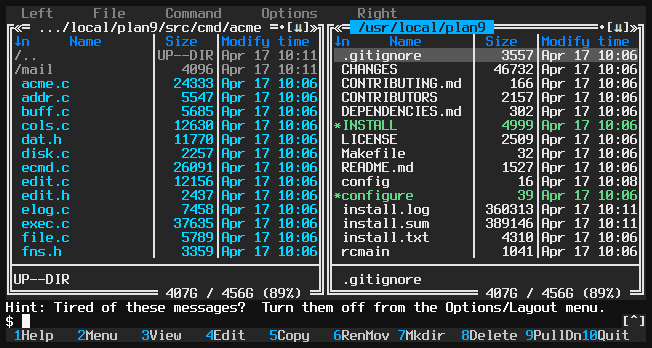 Left File Command Options Right
.../local/plan9/src/cmd/acme =•[⇊]» «= /usr/local/plan9 •[⇊]»
↓n Name Size Modify time ↓n Name Size Modify time
/.. UP--DIR Apr 17 10:11 .gitignore 3557 Apr 17 10:06
/mail 4096 Apr 17 10:11 CHANGES 46732 Apr 17 10:06
acme.c 24333 Apr 17 10:06 CONTRIBUTING.md 166 Apr 17 10:06
addr.c 5547 Apr 17 10:06 CONTRIBUTORS 2157 Apr 17 10:06
buff.c 5685 Apr 17 10:06 DEPENDENCIES.md 302 Apr 17 10:06
cols.c 12630 Apr 17 10:06 *INSTALL 4999 Apr 17 10:06
dat.h 11770 Apr 17 10:06 LICENSE 2509 Apr 17 10:06
disk.c 2257 Apr 17 10:06 Makefile 32 Apr 17 10:06
ecmd.c 26091 Apr 17 10:06 README.md 1527 Apr 17 10:06
edit.c 12156 Apr 17 10:06 config 16 Apr 17 10:08
edit.h 2437 Apr 17 10:06 *configure 39 Apr 17 10:06
elog.c 7458 Apr 17 10:06 install.log 360313 Apr 17 10:11
exec.c 37635 Apr 17 10:06 install.sum 389146 Apr 17 10:11
file.c 5789 Apr 17 10:06 install.txt 4310 Apr 17 10:06
fns.h 3359 Apr 17 10:06 rcmain 1041 Apr 17 10:06
UP--DIR .gitignore
407G / 456G (89%) 407G / 456G (89%)
Hint: Tired of these messages? Turn them off from the Options/Layout menu.
$ [^]
1Help 2Menu 3View 4Edit 5Copy 6RenMov 7Mkdir 8Delete 9PullDn 10Quit